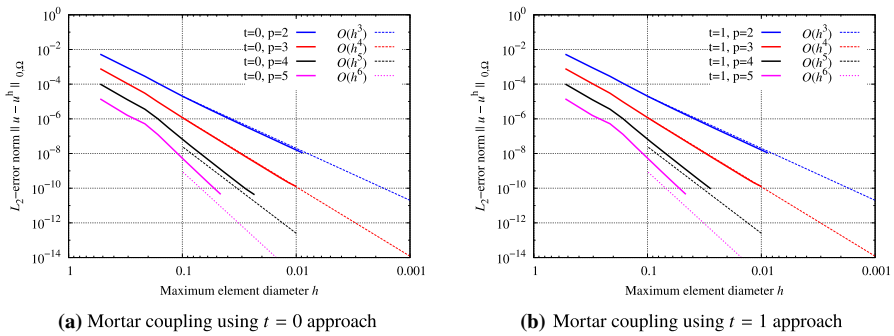 10^0
10^-2
10^-4
10^-6
10^-8
10^-10
10^-12
10^-14
L_2-error norm || u - u^h ||_0,Ω
t=0, p=2 O(h^3)
t=0, p=3 O(h^4)
t=0, p=4 O(h^5)
t=0, p=5 O(h^6)
1 0.1 0.01 0.001
Maximum element diameter h
(a) Mortar coupling using t = 0 approach
10^0
10^-2
10^-4
10^-6
10^-8
10^-10
10^-12
10^-14
L_2-error norm || u - u^h ||_0,Ω
t=1, p=2 O(h^3)
t=1, p=3 O(h^4)
t=1, p=4 O(h^5)
t=1, p=5 O(h^6)
1 0.1 0.01 0.001
Maximum element diameter h
(b) Mortar coupling using t = 1 approach